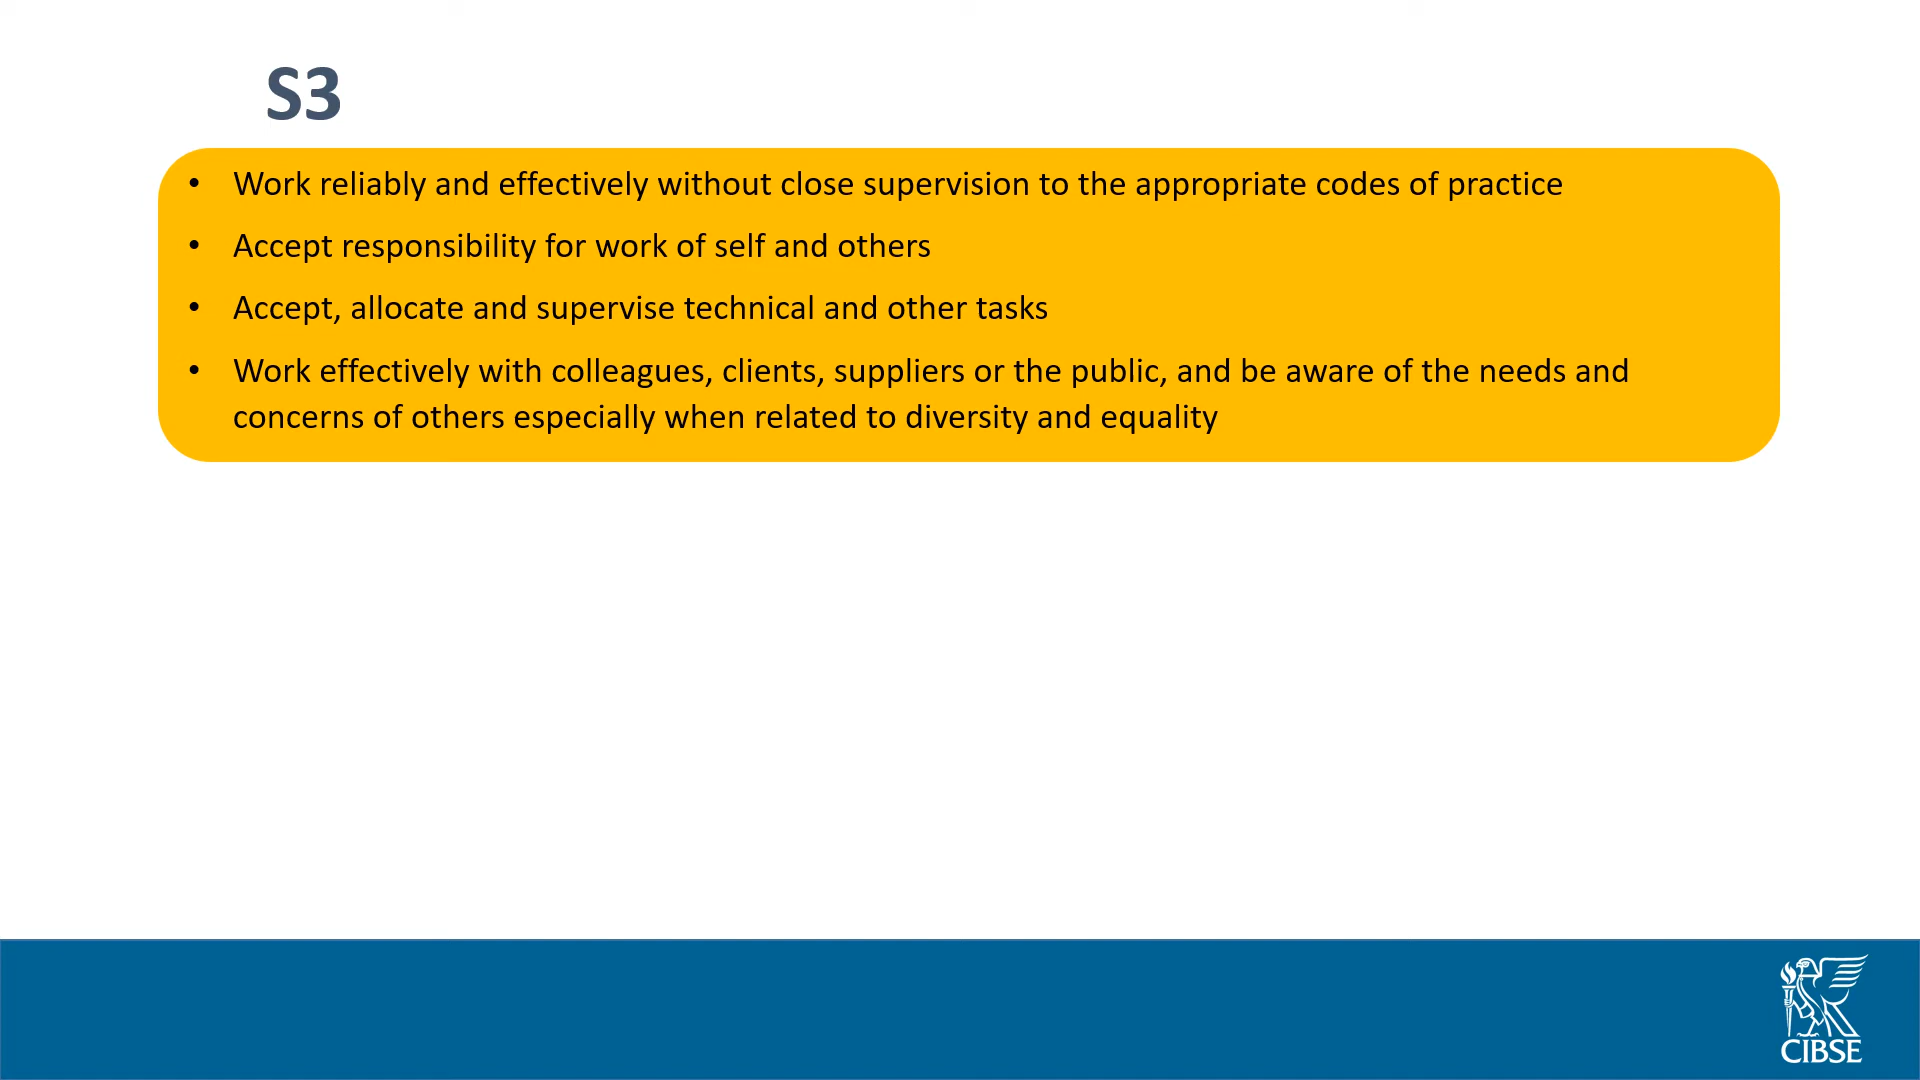 S3
• Work reliably and effectively without close supervision to the appropriate codes of practice
• Accept responsibility for work of self and others
• Accept, allocate and supervise technical and other tasks
• Work effectively with colleagues, clients, suppliers or the public, and be aware of the needs and
concerns of others especially when related to diversity and equality
CIBSE